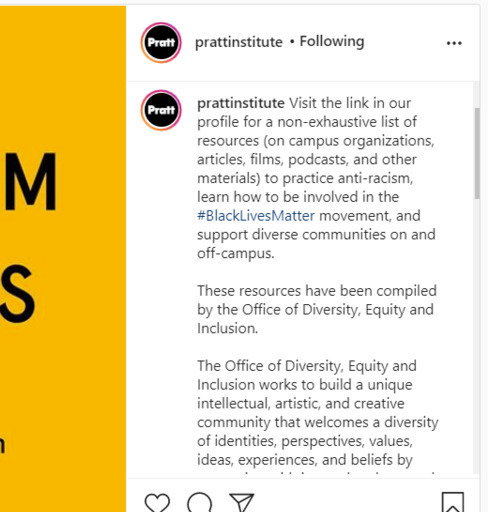 M
S
n
Pratt
prattinstitute • Following
Pratt
prattinstitute Visit the link in our
profile for a non-exhaustive list of
resources (on campus organizations,
articles, films, podcasts, and other
materials) to practice anti-racism,
learn how to be involved in the
#BlackLivesMatter movement, and
support diverse communities on and
off-campus.
These resources have been compiled
by the Office of Diversity, Equity and
Inclusion.
The Office of Diversity, Equity and
Inclusion works to build a unique
intellectual, artistic, and creative
community that welcomes a diversity
of identities, perspectives, values,
ideas, experiences, and beliefs by